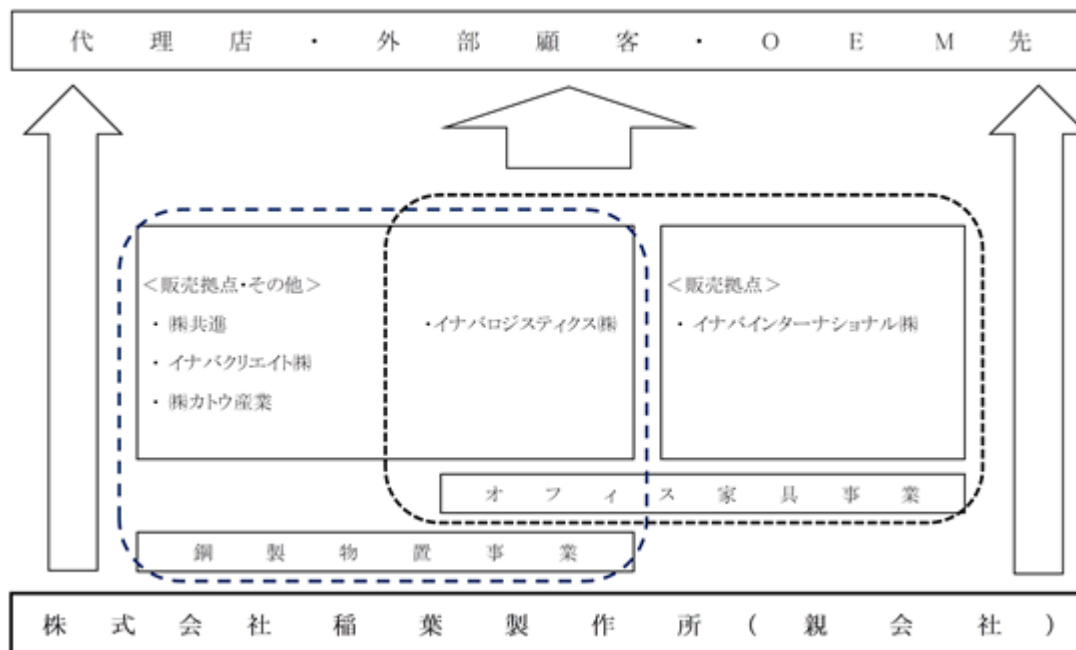 代理店・外部顧客・OEM先
＜販売拠点・その他＞
・㈱共進
・イナバクリエイト㈱
・㈱カトウ産業
・イナバロジスティクス㈱
＜販売拠点＞
・イナバインターナショナル㈱
オフィス家具事業
鋼製物置事業
株式会社稲葉製作所(親会社)